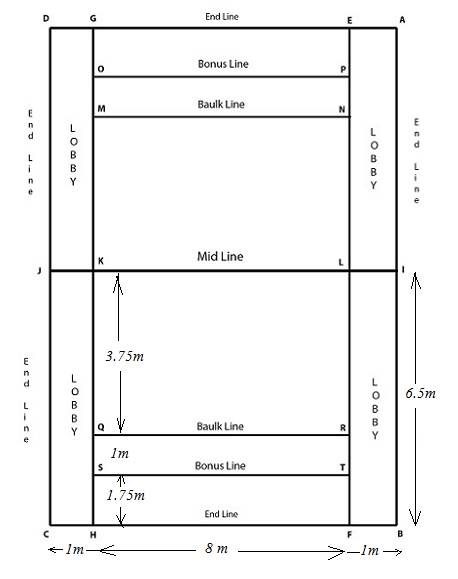 End Line
D G E A
O Bonus Line P
M Baulk Line N
End Line
LOBBY
LOBBY
End Line
K Mid Line L
J I
3.75m
End Line
LOBBY
LOBBY
6.5m
Q Baulk Line R
1m
S Bonus Line T
1.75m
End Line
C H F B
1m 8 m 1m